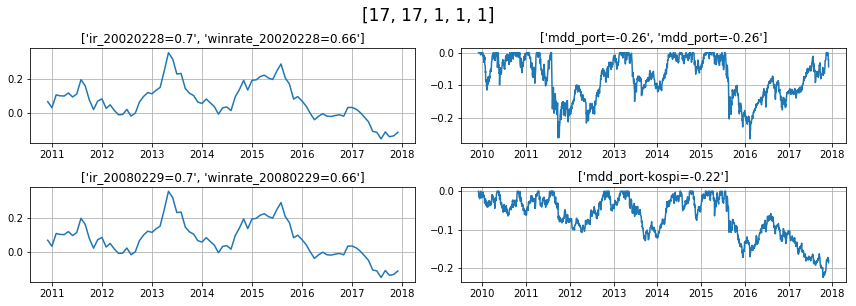 [17, 17, 1, 1, 1]
['ir_20020228=0.7', 'winrate_20020228=0.66']
0.2
0.0
2011 2012 2013 2014 2015 2016 2017 2018
['mdd_port=-0.26', 'mdd_port=-0.26']
0.0
−0.1
−0.2
2010 2011 2012 2013 2014 2015 2016 2017 2018
['ir_20080229=0.7', 'winrate_20080229=0.66']
0.2
0.0
2011 2012 2013 2014 2015 2016 2017 2018
['mdd_port-kospi=-0.22']
0.0
−0.1
−0.2
2010 2011 2012 2013 2014 2015 2016 2017 2018